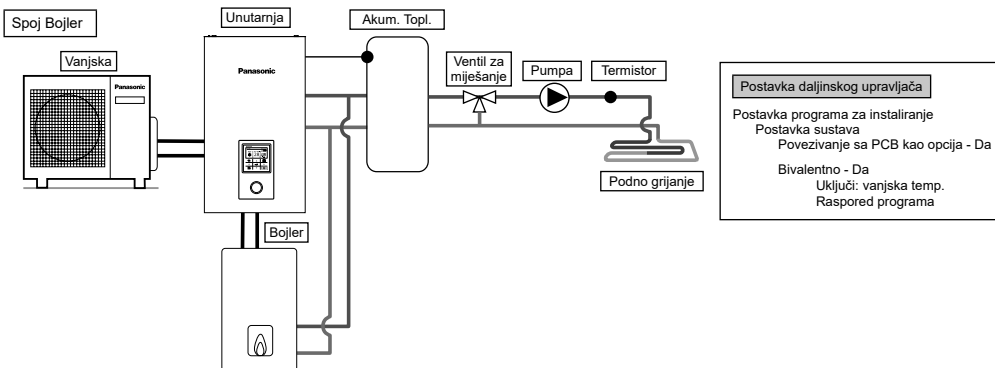 Spoj Bojler
Vanjska
Panasonic
Unutarnja
Panasonic
Akum. Topl.
Ventil za
miješanje
Pumpa
Termistor
Podno grijanje
Bojler
Postavka daljinskog upravljača
Postavka programa za instaliranje
Postavka sustava
Povezivanje sa PCB kao opcija - Da
Bivalentno - Da
Uključi: vanjska temp.
Raspored programa